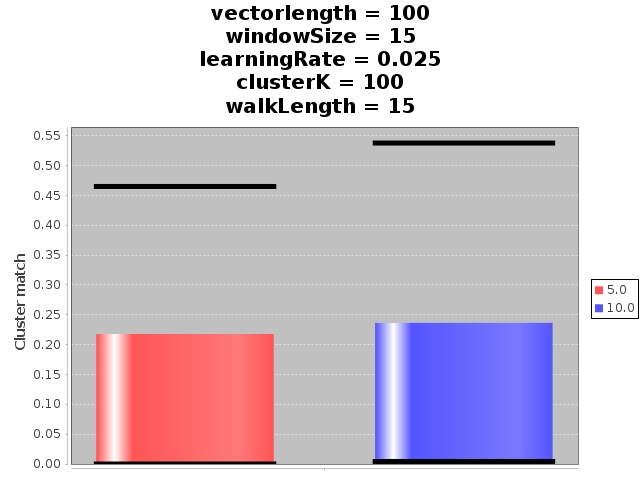 vectorlength = 100
windowSize = 15
learningRate = 0.025
clusterK = 100
walkLength = 15
0.55
0.50
0.45
0.40
0.35
0.30
0.25
0.20
0.15
0.10
0.05
0.00
Cluster match
5.0
10.0